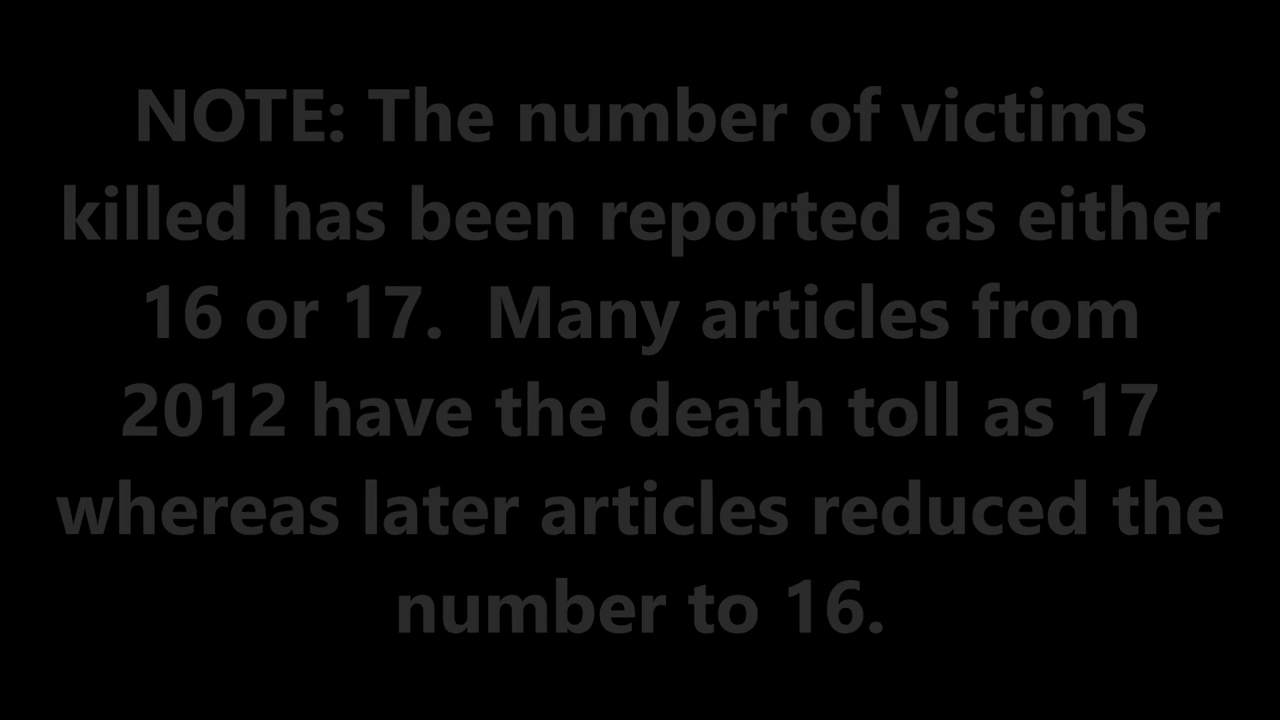 NOTE: The number of victims
killed has been reported as either
16 or 17.  Many articles from
2012 have the death toll as 17
whereas later articles reduced the
number to 16.